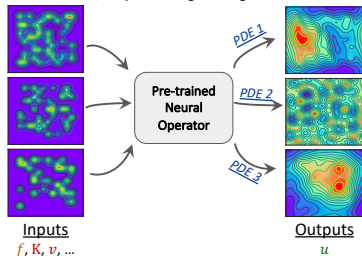 PDE 1
Pre-trained
Neural
Operator
PDE 2
PDE 3
Inputs
f, K, v, ...
Outputs
u